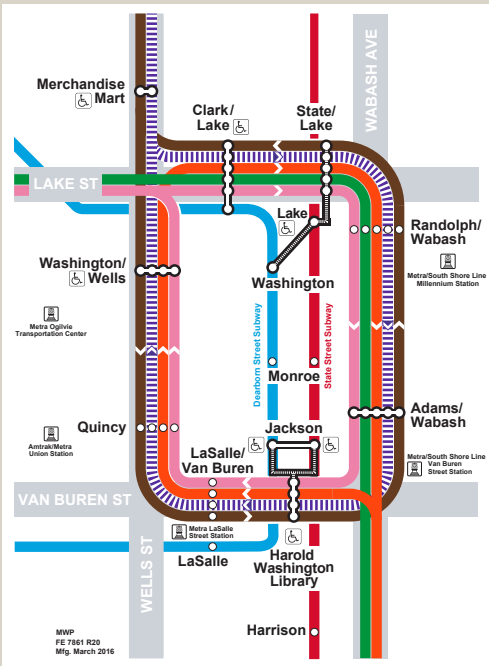 WABASH AVE
Merchandise
Mart
Clark/
Lake
State/
Lake
LAKE ST
Lake
Randolph/
Wabash
Metra/South Shore Line
Millennium Station
Washington/
Wells
Washington
Metra Ogilvie
Transportation Center
Dearborn Street Subway
State Street Subway
Monroe
Quincy
Adams/
Wabash
Jackson
Amtrak/Metra
Union Station
LaSalle/
Van Buren
Metra/South Shore Line
Van Buren
Street Station
VAN BUREN ST
Metra LaSalle
Street Station
WELLS ST
LaSalle
Harold
Washington
Library
Harrison
MWP
FE 7861 R20
Mfg. March 2016